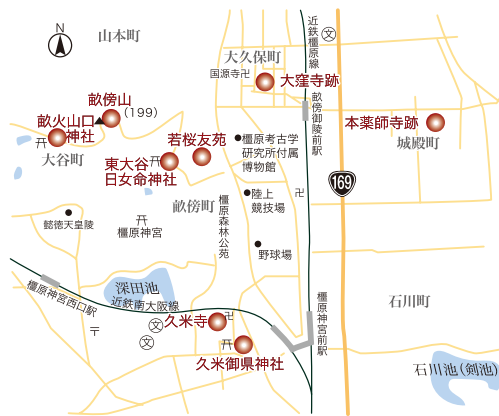 N
山本町
近鉄橿原線
文
大久保町
国源寺卍
大窪寺跡
169
畝傍山
(199)
畝火山口
神社
大谷町
若桜友苑
東大谷
日女命神社
橿原考古学
研究所付属
博物館
畝傍御陵前駅
本薬師寺跡
城殿町
陸上
競技場
卍
畝傍町
橿原森林公苑
懿徳天皇陵
橿原神宮
野球場
橿原神宮西口駅
深田池
近鉄南大阪線
〒
文
文
久米寺
卍
久米御県神社
橿原神宮前駅
石川町
石川池(剣池)